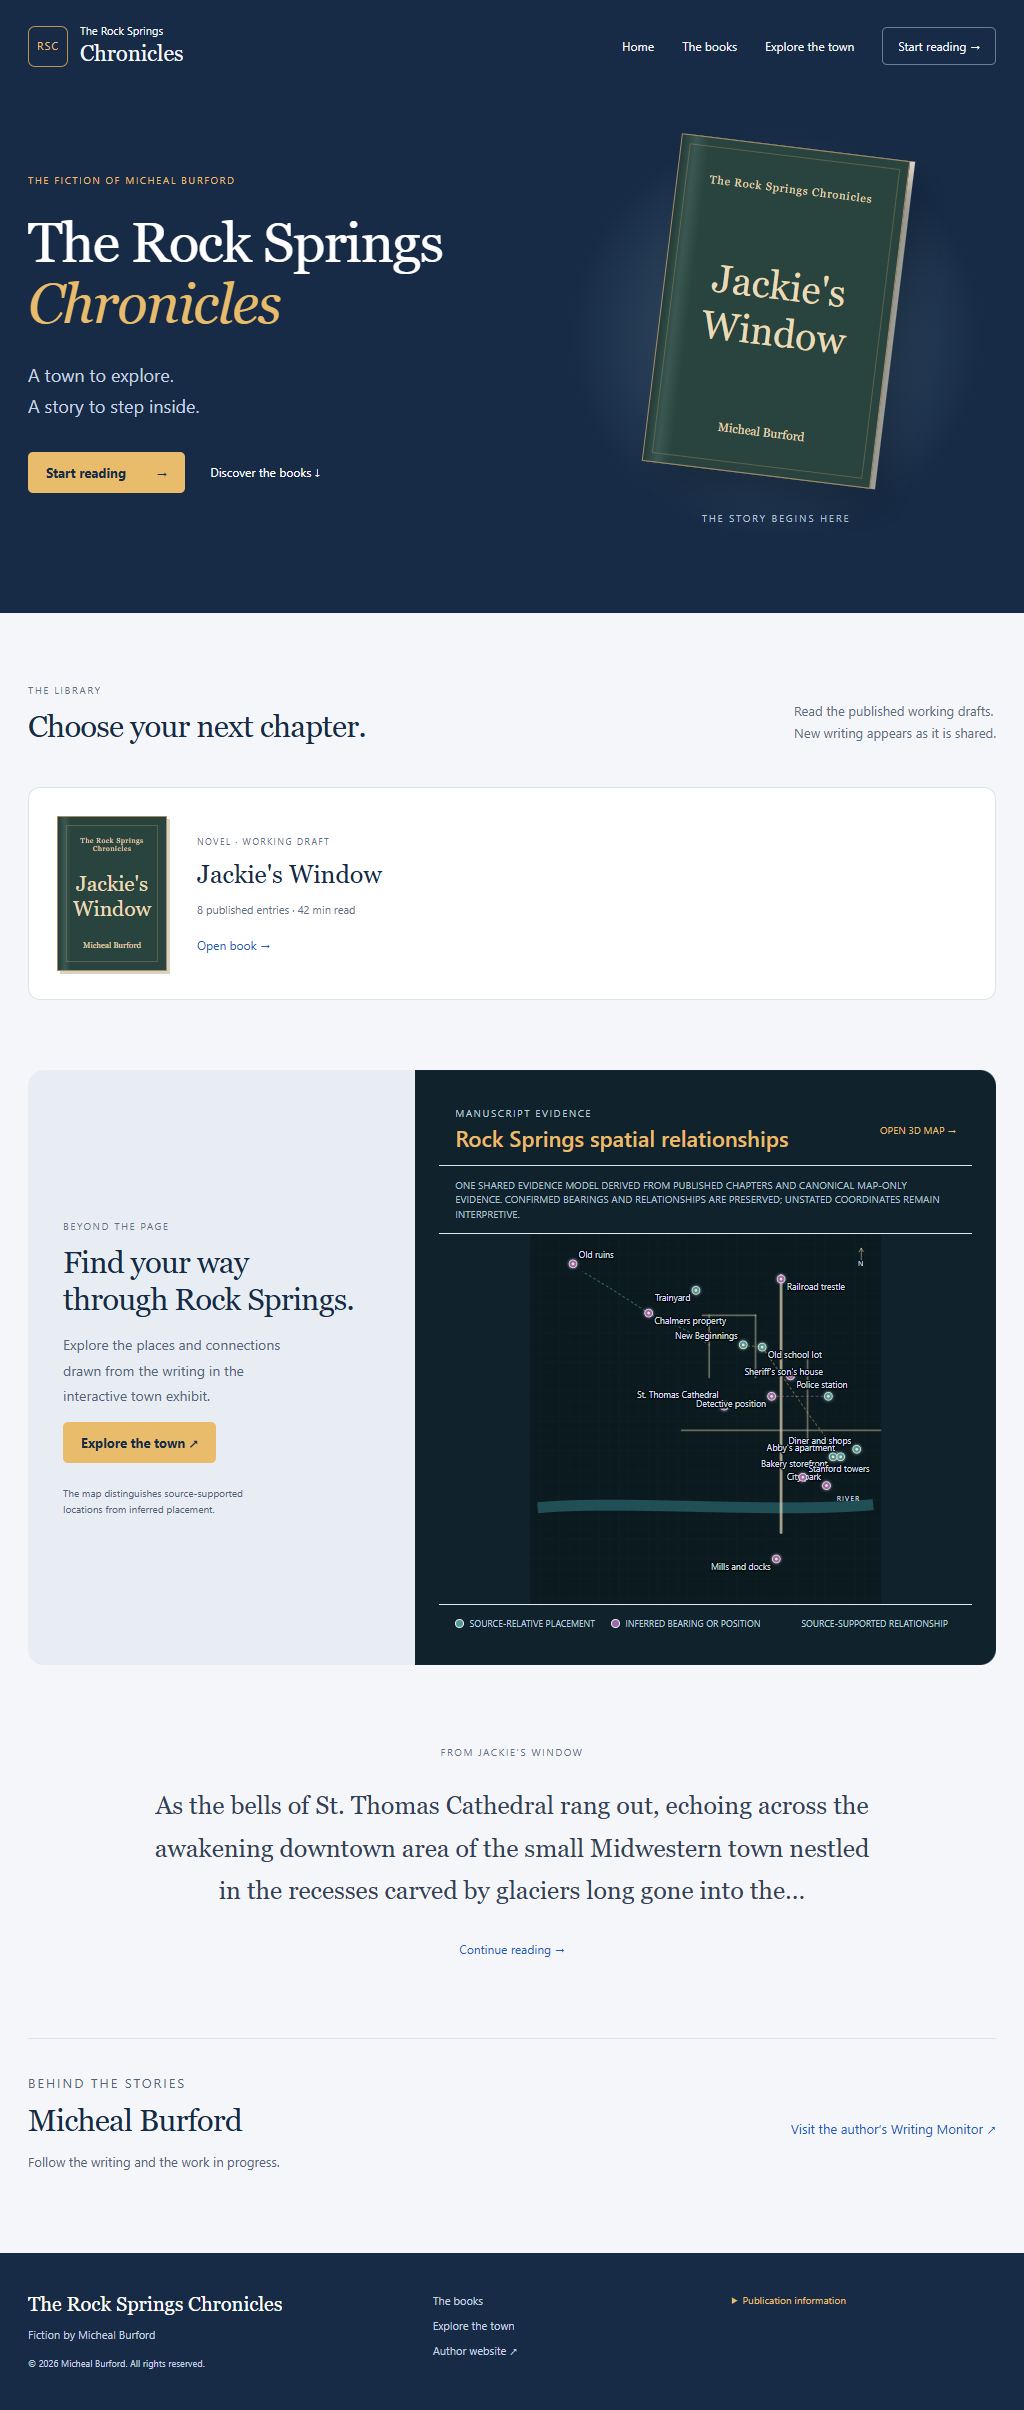 RSC
The Rock Springs
Chronicles
Home
The books
Explore the town
Start reading →
THE FICTION OF MICHEAL BURFORD
The Rock Springs
Chronicles
A town to explore.
A story to step inside.
Start reading →
Discover the books ↓
The Rock Springs Chronicles
Jackie's
Window
Micheal Burford
THE STORY BEGINS HERE
THE LIBRARY
Choose your next chapter.
Read the published working drafts.
New writing appears as it is shared.
The Rock Springs
Chronicles
Jackie's
Window
Micheal Burford
NOVEL · WORKING DRAFT
Jackie's Window
8 published entries · 42 min read
Open book →
BEYOND THE PAGE
Find your way
through Rock Springs.
Explore the places and connections
drawn from the writing in the
interactive town exhibit.
Explore the town ↗
The map distinguishes source-supported
locations from inferred placement.
MANUSCRIPT EVIDENCE
Rock Springs spatial relationships
OPEN 3D MAP →
ONE SHARED EVIDENCE MODEL DERIVED FROM PUBLISHED CHAPTERS AND CANONICAL MAP-ONLY
EVIDENCE. CONFIRMED BEARINGS AND RELATIONSHIPS ARE PRESERVED; UNSTATED COORDINATES REMAIN
INTERPRETIVE.
Old ruins
N
Railroad trestle
Trainyard
Chalmers property
New Beginnings
Old school lot
Sheriff's son's house
Police station
St. Thomas Cathedral
Detective position
Diner and shops
Abby's apartment
Bakery storefront
Stanford towers
City park
RIVER
Mills and docks
SOURCE-RELATIVE PLACEMENT
INFERRED BEARING OR POSITION
SOURCE-SUPPORTED RELATIONSHIP
FROM JACKIE'S WINDOW
As the bells of St. Thomas Cathedral rang out, echoing across the
awakening downtown area of the small Midwestern town nestled
in the recesses carved by glaciers long gone into the...
Continue reading →
BEHIND THE STORIES
Micheal Burford
Follow the writing and the work in progress.
Visit the author's Writing Monitor ↗
The Rock Springs Chronicles
Fiction by Micheal Burford
© 2026 Micheal Burford. All rights reserved.
The books
Explore the town
Author website ↗
▶ Publication information